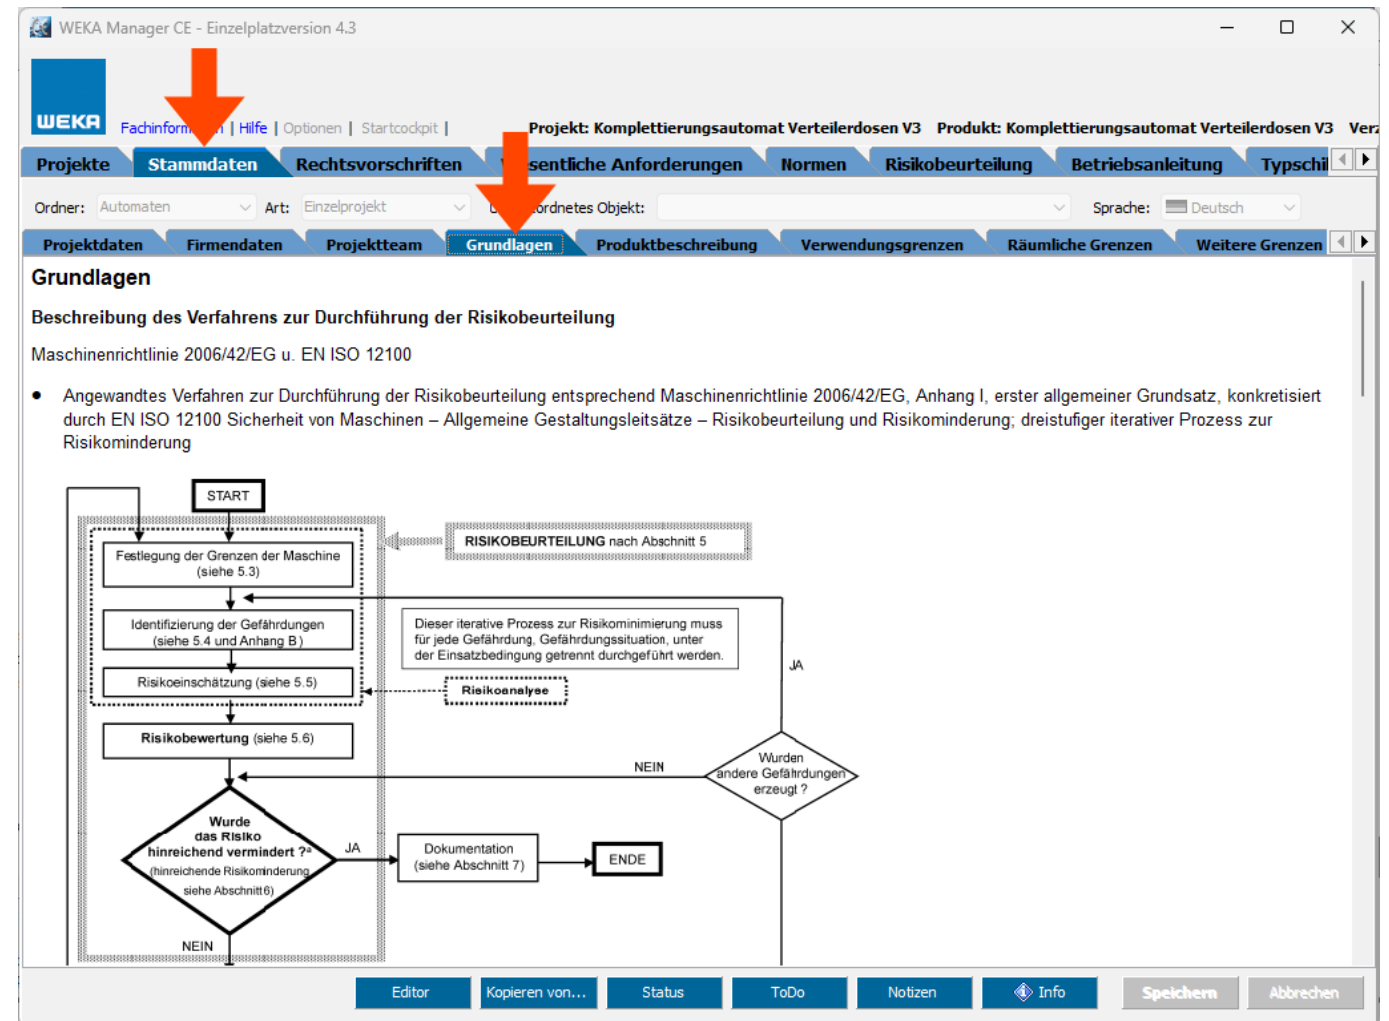 WEKA Manager CE - Einzelplatzversion 4.3
WEKA
| Hilfe | Optionen | Startcockpit |
Projekt: Komplettierungsautomat Verteilerdosen V3 Produkt: Komplettierungsautomat Verteilerdosen V3
Projekte Stammdaten Rechtsvorschriften Anforderungen Normen Risikobeurteilung Betriebsanleitung
Ordner: Automaten Art: Einzelprojekt Objekt: Sprache: Deutsch
Projektdaten Firmendaten Projektteam Grundlagen Produktbeschreibung Verwendungsgrenzen Räumliche Grenzen Weitere Grenzen
Grundlagen
Beschreibung des Verfahrens zur Durchführung der Risikobeurteilung
Maschinenrichtlinie 2006/42/EG u. EN ISO 12100
• Angewandtes Verfahren zur Durchführung der Risikobeurteilung entsprechend Maschinenrichtlinie 2006/42/EG, Anhang I, erster allgemeiner Grundsatz, konkretisiert
durch EN ISO 12100 Sicherheit von Maschinen – Allgemeine Gestaltungsleitsätze – Risikobeurteilung und Risikominderung; dreistufiger iterativer Prozess zur
Risikominderung
START
RISIKOBEURTEILUNG nach Abschnitt 5
Festlegung der Grenzen der Maschine
(siehe 5.3)
Identifizierung der Gefährdungen
(siehe 5.4 und Anhang B)
Dieser iterative Prozess zur Risikominimierung muss
für jede Gefährdung, Gefährdungssituation, unter
der Einsatzbedingung getrennt durchgeführt werden.
JA
Risikoeinschätzung (siehe 5.5)
Risikoanalyse
Risikobewertung (siehe 5.6)
NEIN
Wurden
andere Gefährdungen
erzeugt ?
Wurde
das Risiko
hinreichend vermindert ?ª
(hinreichende Risikominderung
siehe Abschnitt 6)
JA
Dokumentation
(siehe Abschnitt 7)
ENDE
NEIN
Editor Kopieren von... Status ToDo Notizen Info Speichern Abbrechen